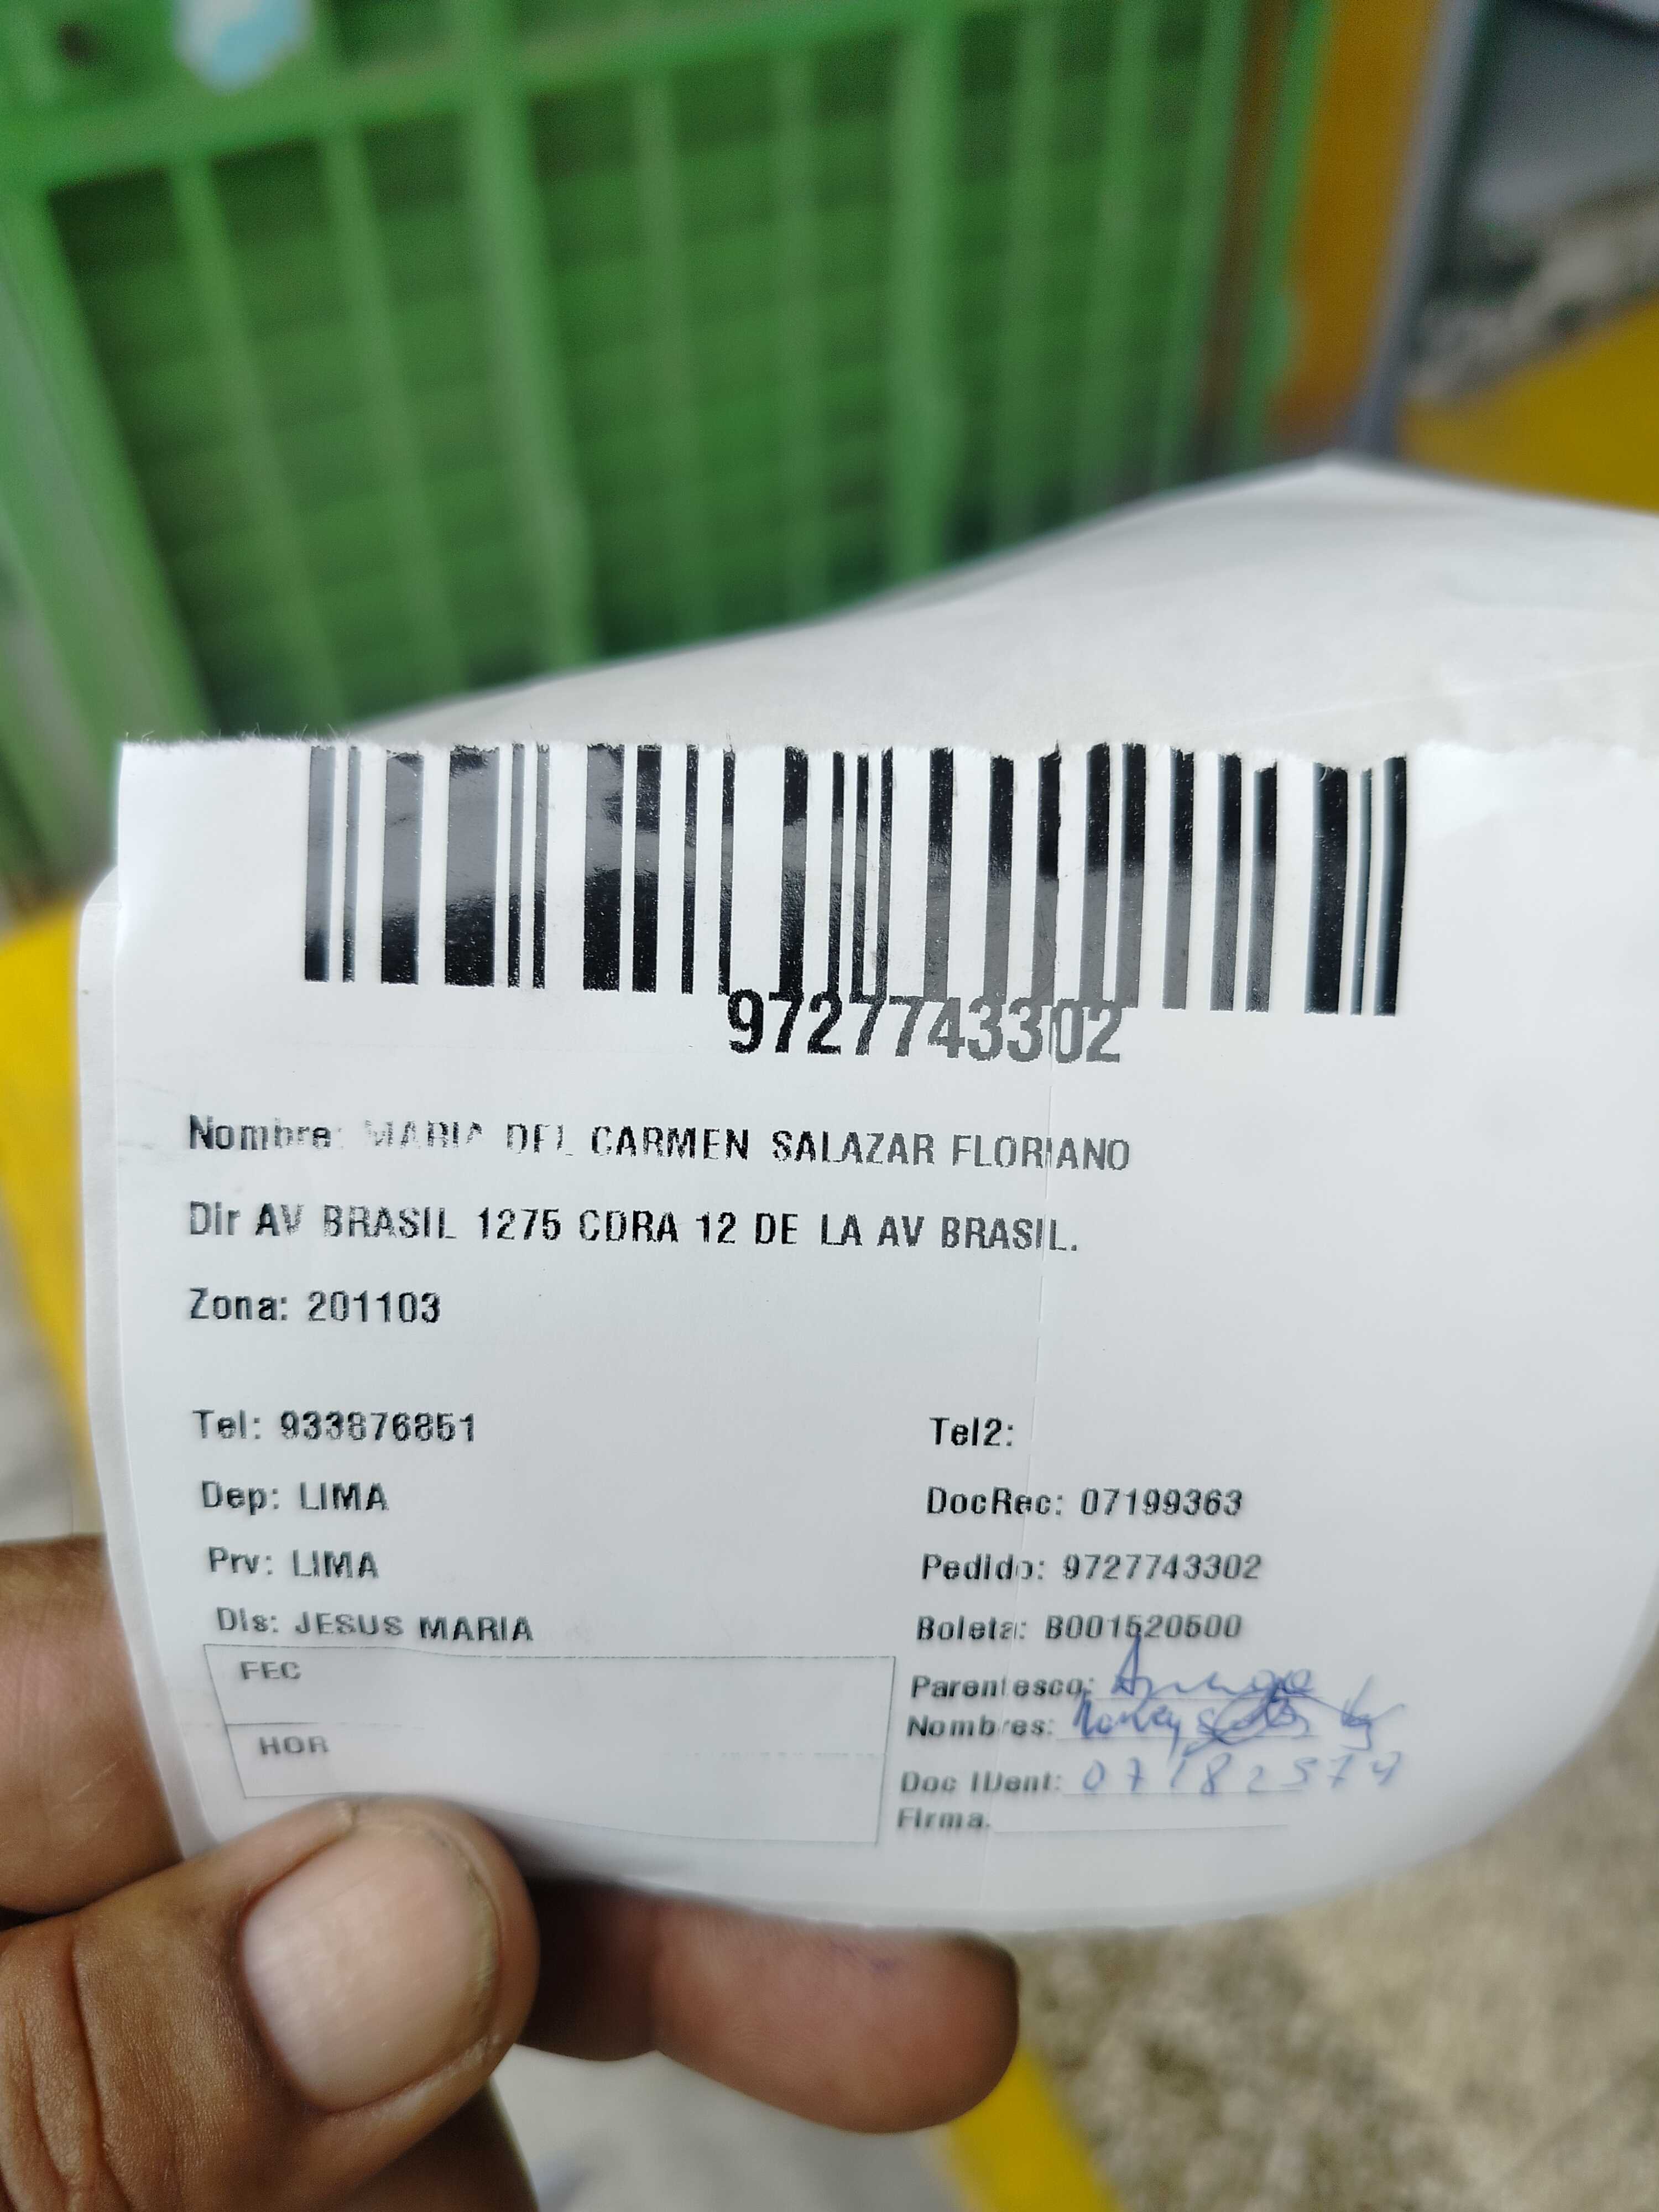 9727743302
Nombre: MARIA DEL CARMEN SALAZAR FLORIANO
Dir AV BRASIL 1275 CDRA 12 DE LA AV BRASIL.
Zona: 201103
Tel: 933876851
Tel2:
Dep: LIMA
DocRec: 07199363
Prv: LIMA
Pedido: 9727743302
Dis: JESUS MARIA
Boleta: B001520500
FEC
Parentesco:
Nombres:
HOR
Doc IDent: 07182574
Firma.